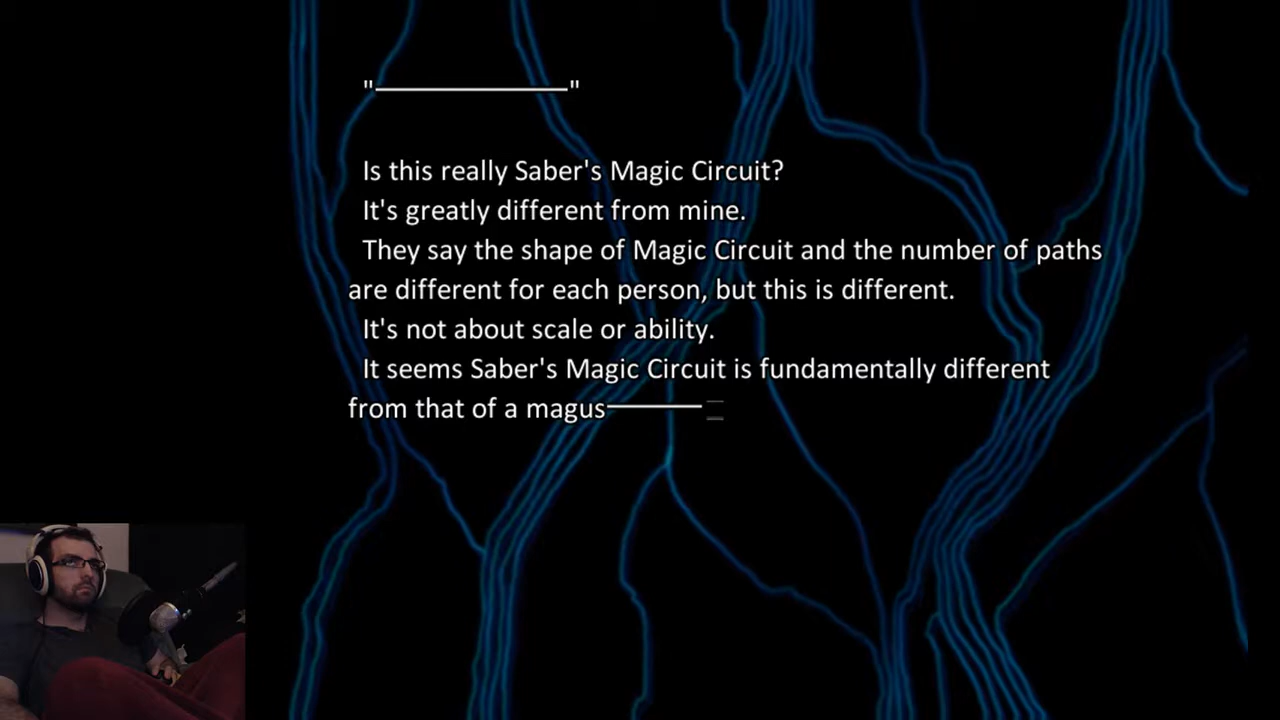 "——————"
Is this really Saber's Magic Circuit?
It's greatly different from mine.
They say the shape of Magic Circuit and the number of paths
are different for each person, but this is different.
It's not about scale or ability.
It seems Saber's Magic Circuit is fundamentally different
from that of a magus———